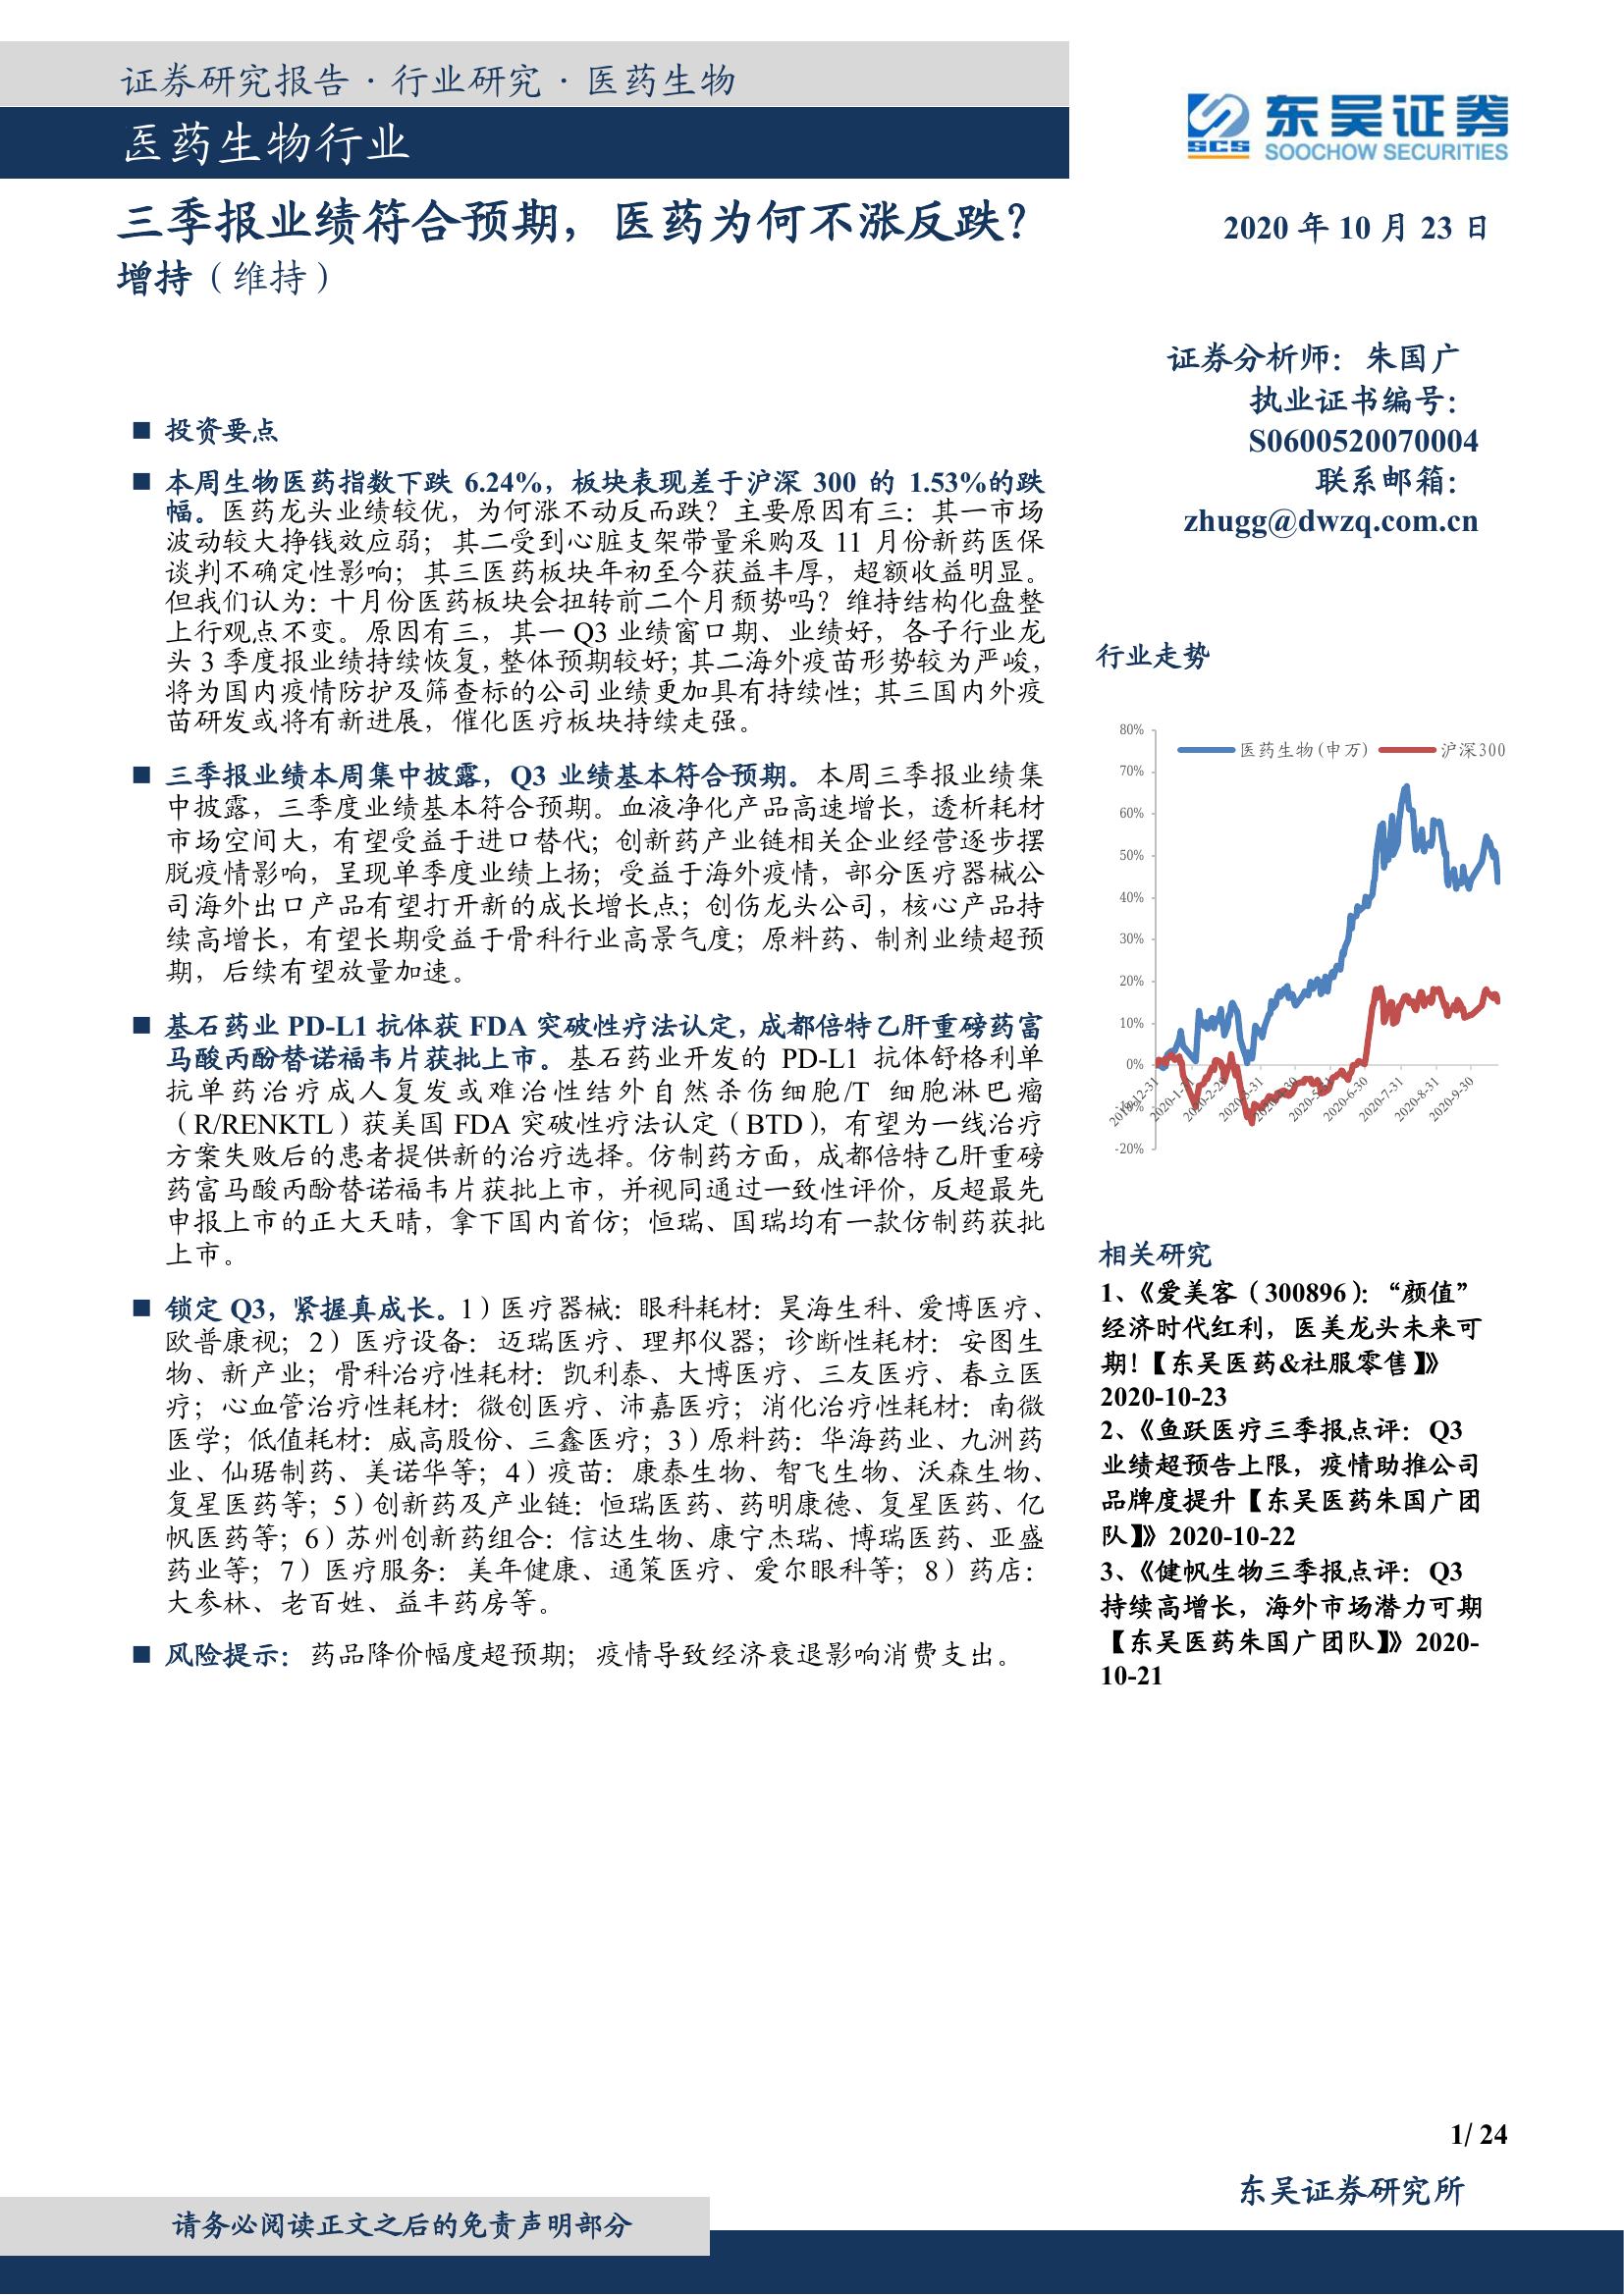 证券研究报告·行业研究·医药生物
医药生物行业
SCS
东吴证券
SOOCHOW SECURITIES
三季报业绩符合预期，医药为何不涨反跌？
增持（维持）
2020 年 10 月 23 日
证券分析师： 朱国广
执业证书编号：
S0600520070004
联系邮箱：
zhugg@dwzq.com.cn
■ 投资要点
■ 本周生物医药指数下跌 6.24%，板块表现差于沪深 300 的 1.53%的跌
幅。医药龙头业绩较优，为何涨不动反而跌？主要原因有三：其一市场
波动较大挣钱效应弱；其二受到心脏支架带量采购及 11 月份新药医保
谈判不确定性影响；其三医药板块年初至今获益丰厚，超额收益明显。
但我们认为：十月份医药板块会扭转前二个月颓势吗？维持结构化盘整
上行观点不变。原因有三，其一 Q3 业绩窗口期、业绩好，各子行业龙
头 3 季度报业绩持续恢复，整体预期较好；其二海外疫苗形势较为严峻，
将为国内疫情防护及筛查标的公司业绩更加具有持续性；其三国内外疫
苗研发或将有新进展，催化医疗板块持续走强。
■ 三季报业绩本周集中披露，Q3 业绩基本符合预期。本周三季报业绩集
中披露，三季度业绩基本符合预期。血液净化产品高速增长，透析耗材
市场空间大，有望受益于进口替代；创新药产业链相关企业经营逐步摆
脱疫情影响，呈现单季度业绩上扬；受益于海外疫情，部分医疗器械公
司海外出口产品有望打开新的成长增长点；创伤龙头公司，核心产品持
续高增长，有望长期受益于骨科行业高景气度；原料药、制剂业绩超预
期，后续有望放量加速。
■ 基石药业 PD-L1 抗体获 FDA 突破性疗法认定，成都倍特乙肝重磅药富
马酸丙酚替诺福韦片获批上市。基石药业开发的 PD-L1 抗体舒格利单
抗单药治疗成人复发或难治性结外自然杀伤细胞/T 细胞淋巴瘤
（R/RENKTL）获美国 FDA 突破性疗法认定（BTD），有望为一线治疗
方案失败后的患者提供新的治疗选择。仿制药方面，成都倍特乙肝重磅
药富马酸丙酚替诺福韦片获批上市，并视同通过一致性评价，反超最先
申报上市的正大天晴，拿下国内首仿；恒瑞、国瑞均有一款仿制药获批
上市。
■ 锁定 Q3，紧握真成长。1）医疗器械：眼科耗材：昊海生科、爱博医疗、
欧普康视；2）医疗设备：迈瑞医疗、理邦仪器；诊断性耗材：安图生
物、新产业；骨科治疗性耗材：凯利泰、大博医疗、三友医疗、春立医
疗；心血管治疗性耗材：微创医疗、沛嘉医疗；消化治疗性耗材：南微
医学；低值耗材：威高股份、三鑫医疗；3）原料药：华海药业、九洲药
业、仙琚制药、美诺华等；4）疫苗：康泰生物、智飞生物、沃森生物、
复星医药等；5）创新药及产业链：恒瑞医药、药明康德、复星医药、亿
帆医药等；6）苏州创新药组合：信达生物、康宁杰瑞、博瑞医药、亚盛
药业等；7）医疗服务：美年健康、通策医疗、爱尔眼科等；8）药店：
大参林、老百姓、益丰药房等。
■ 风险提示：药品降价幅度超预期；疫情导致经济衰退影响消费支出。
行业走势
医药生物(申万) 沪深300
80%
70%
60%
50%
40%
30%
20%
10%
0%
-10%
-20%
2019-12-31
2020-1-31
2020-2-29
2020-3-31
2020-4-30
2020-5-31
2020-6-30
2020-7-31
2020-8-31
2020-9-30
相关研究
1、《爱美客（300896）：“颜值”
经济时代红利，医美龙头未来可
期！【东吴医药&社服零售】》
2020-10-23
2、《鱼跃医疗三季报点评：Q3
业绩超预告上限，疫情助推公司
品牌度提升【东吴医药朱国广团
队】》2020-10-22
3、《健帆生物三季报点评：Q3
持续高增长，海外市场潜力可期
【东吴医药朱国广团队】》2020-
10-21
1/ 24
东吴证券研究所
请务必阅读正文之后的免责声明部分